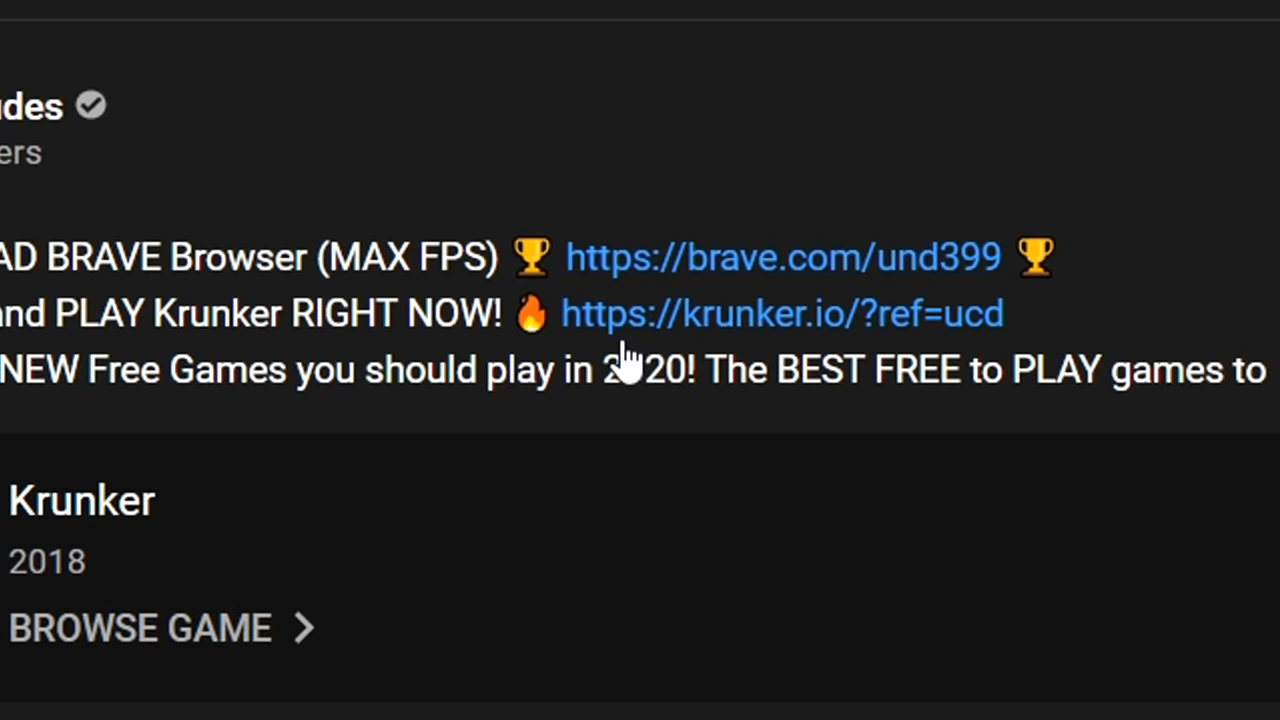 udes
ers
AD BRAVE Browser (MAX FPS) 🏆 https://brave.com/und399 🏆
and PLAY Krunker RIGHT NOW! 🔥 https://krunker.io/?ref=ucd
NEW Free Games you should play in 2020! The BEST FREE to PLAY games to
Krunker
2018
BROWSE GAME